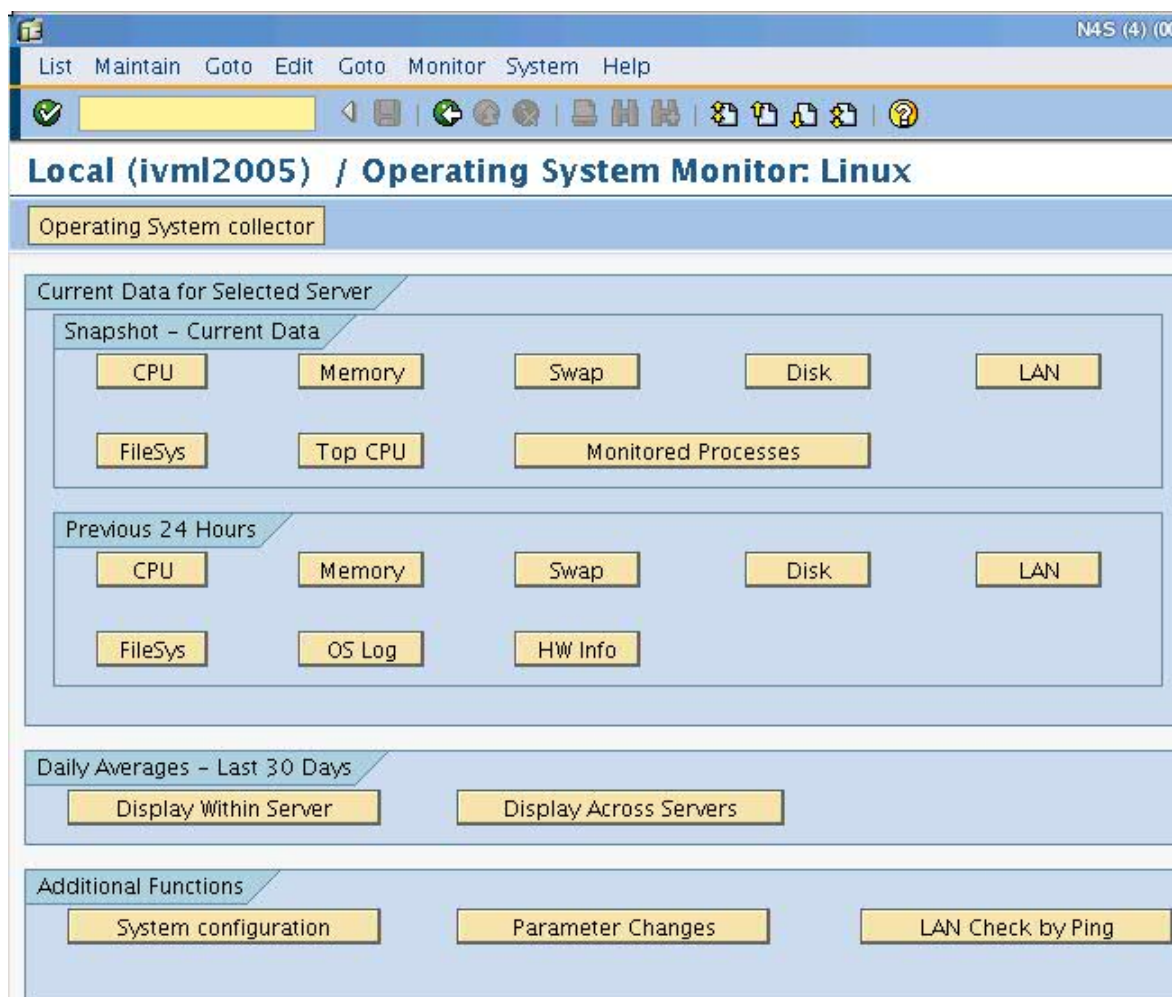 N4S (4) (00
List Maintain Goto Edit Goto Monitor System Help
Local (ivml2005) / Operating System Monitor: Linux
Operating System collector
Current Data for Selected Server
Snapshot – Current Data
CPU Memory Swap Disk LAN
FileSys Top CPU Monitored Processes
Previous 24 Hours
CPU Memory Swap Disk LAN
FileSys OS Log HW Info
Daily Averages – Last 30 Days
Display Within Server Display Across Servers
Additional Functions
System configuration Parameter Changes LAN Check by Ping